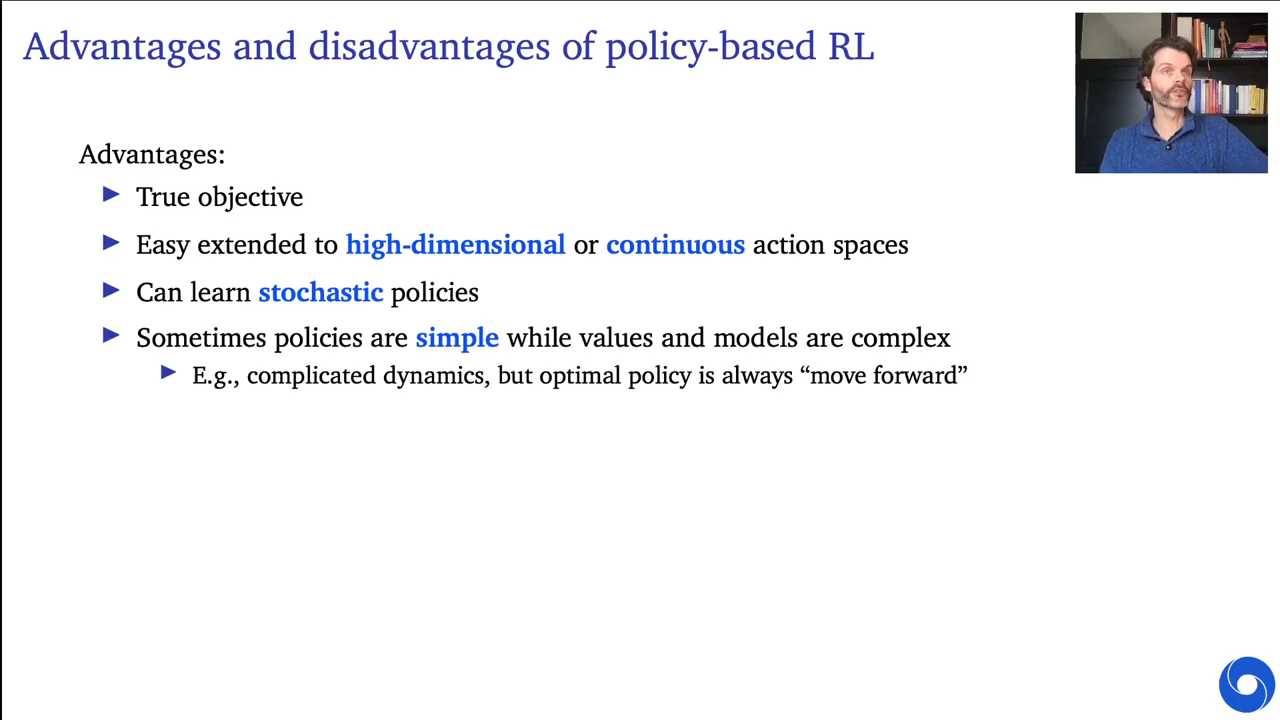 Advantages and disadvantages of policy-based RL
Advantages:
True objective
Easy extended to high-dimensional or continuous action spaces
Can learn stochastic policies
Sometimes policies are simple while values and models are complex
E.g., complicated dynamics, but optimal policy is always “move forward”